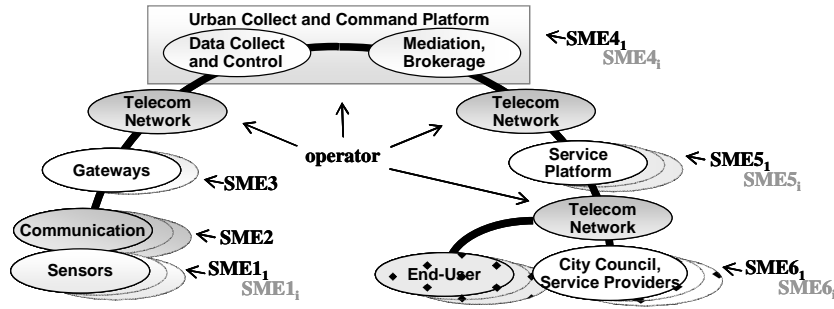 Urban Collect and Command Platform
Data Collect
and Control
Mediation,
Brokerage
SME4₁
SME4ᵢ
Telecom
Network
Telecom
Network
operator
Gateways
SME3
Service
Platform
SME5₁
SME5ᵢ
Communication
SME2
Telecom
Network
Sensors
SME1₁
SME1ᵢ
End-User
City Council,
Service Providers
SME6₁
SME6ᵢ